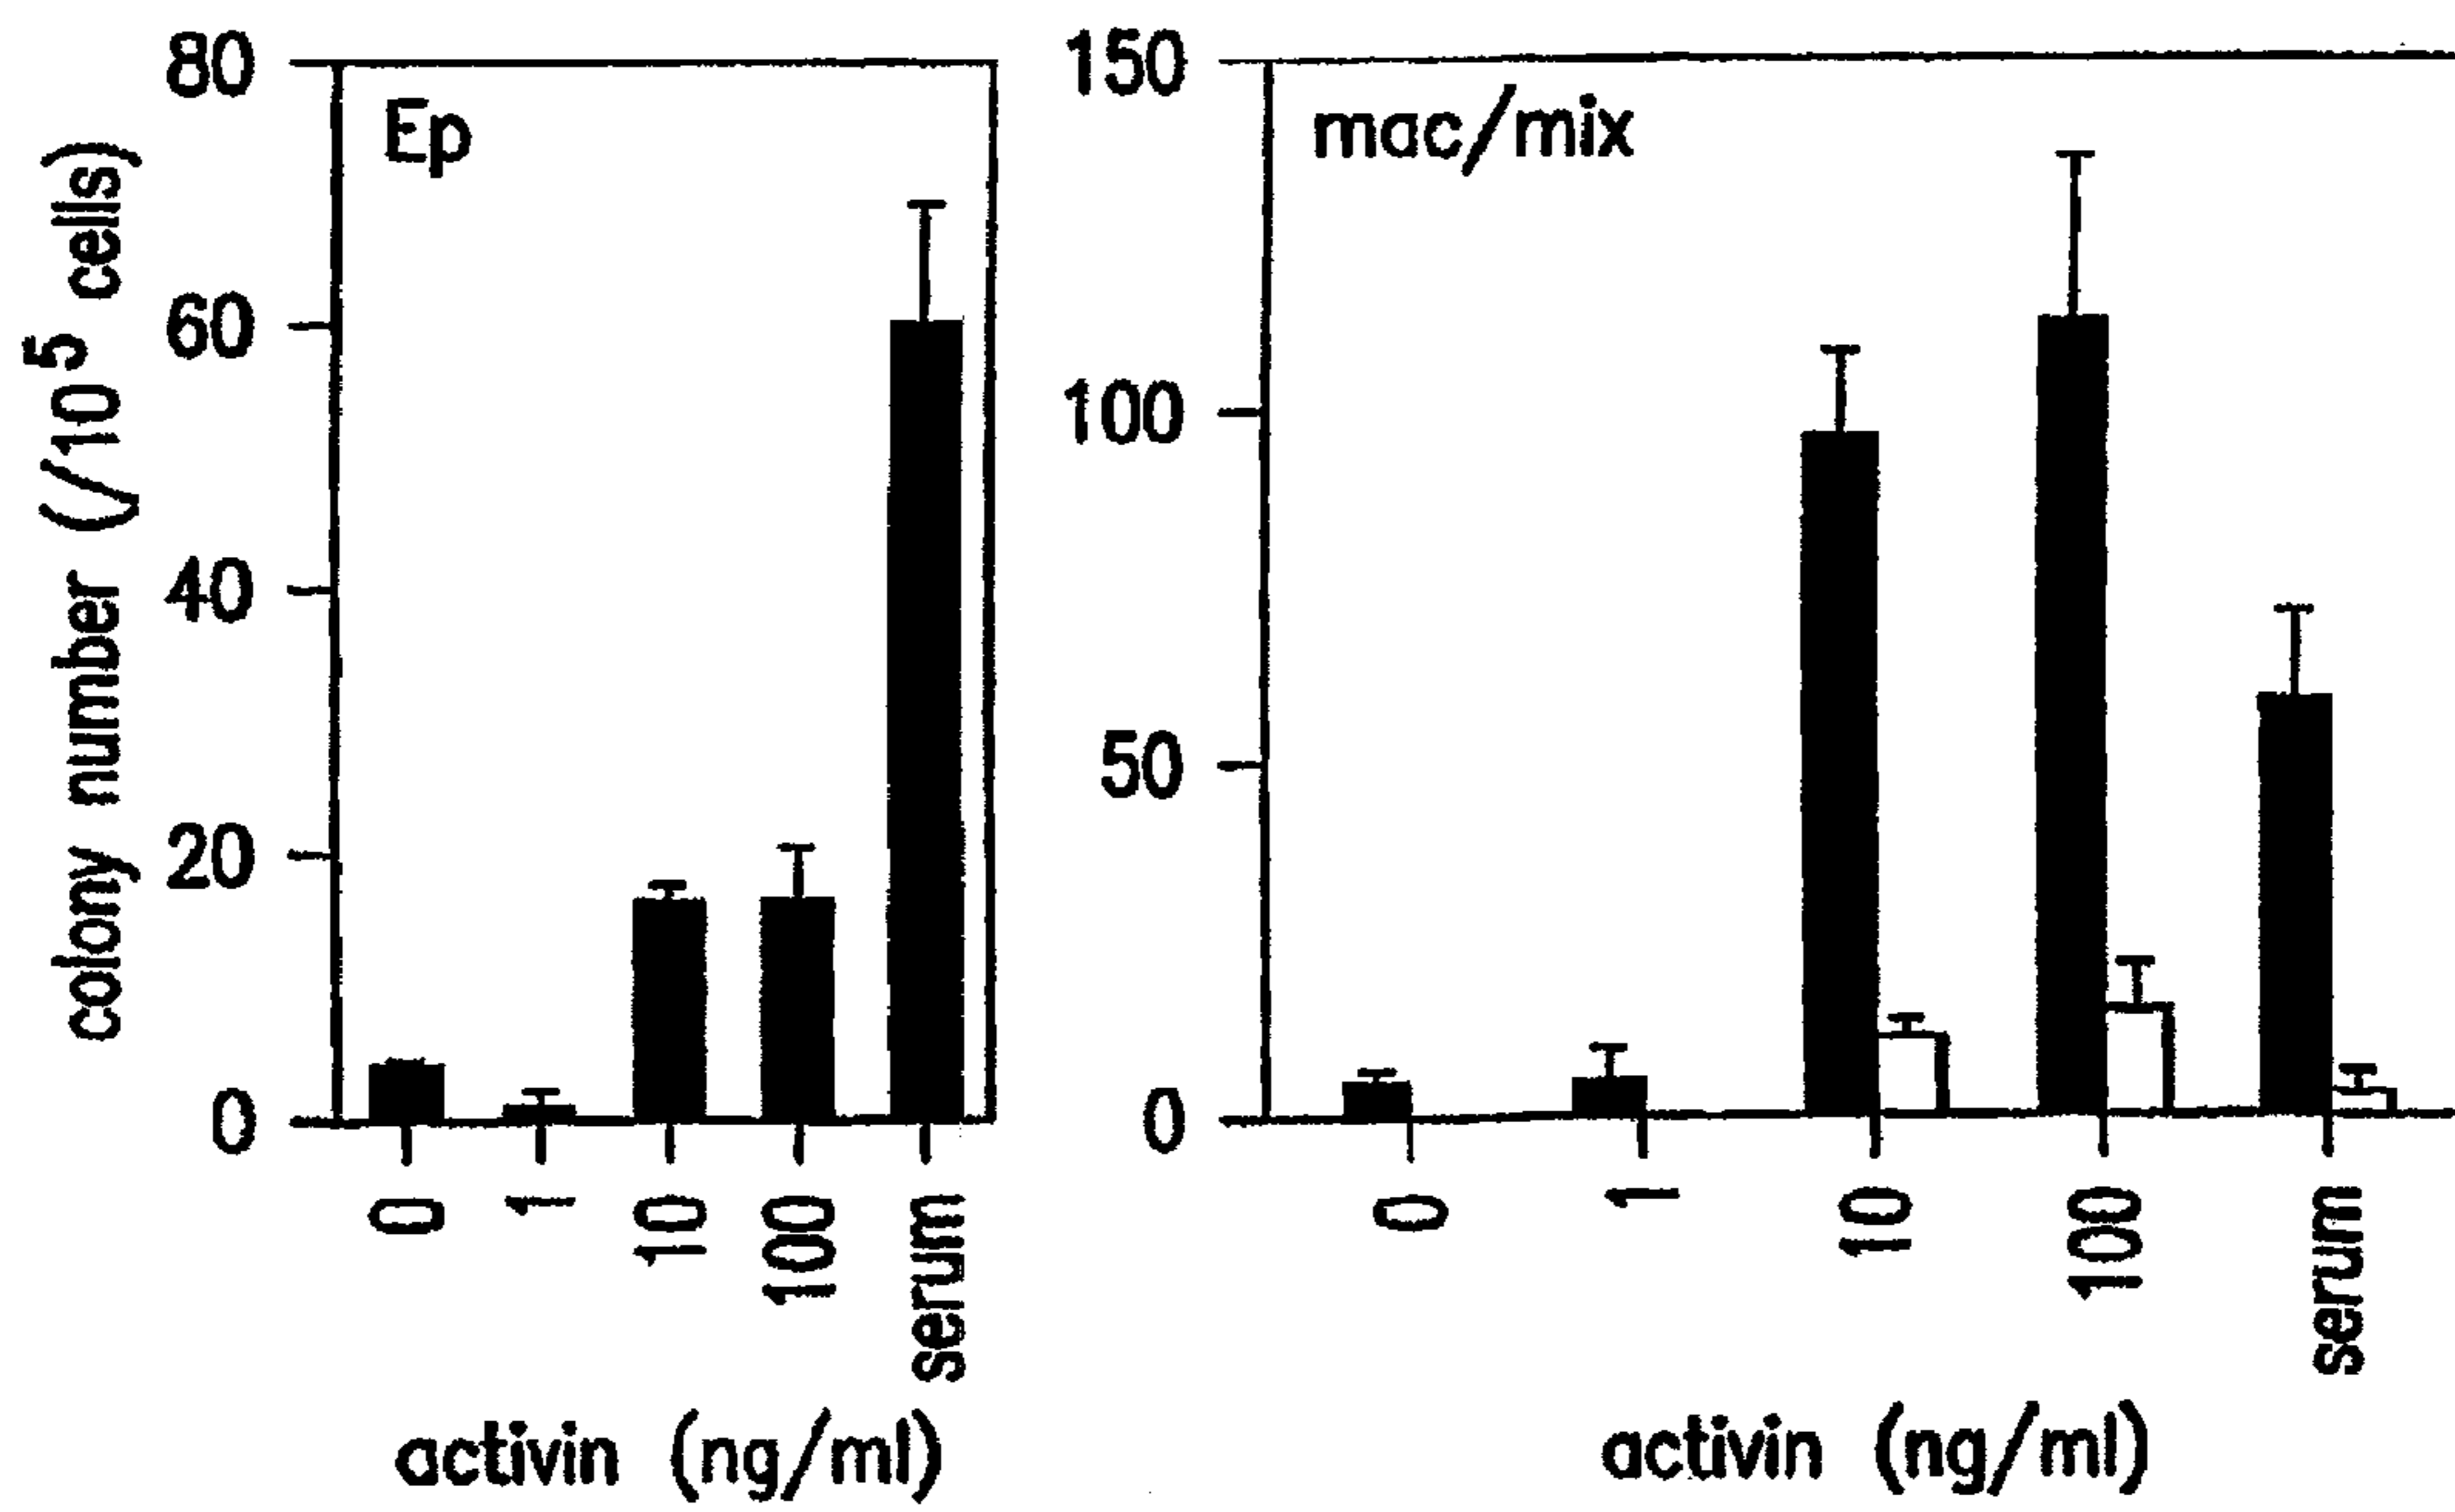 colony number (/10⁵ cells)
80
60
40
20
0
Ep
0
1
10
100
serum
activin (ng/ml)
150
100
50
0
mac/mix
0
1
10
100
serum
activin (ng/ml)